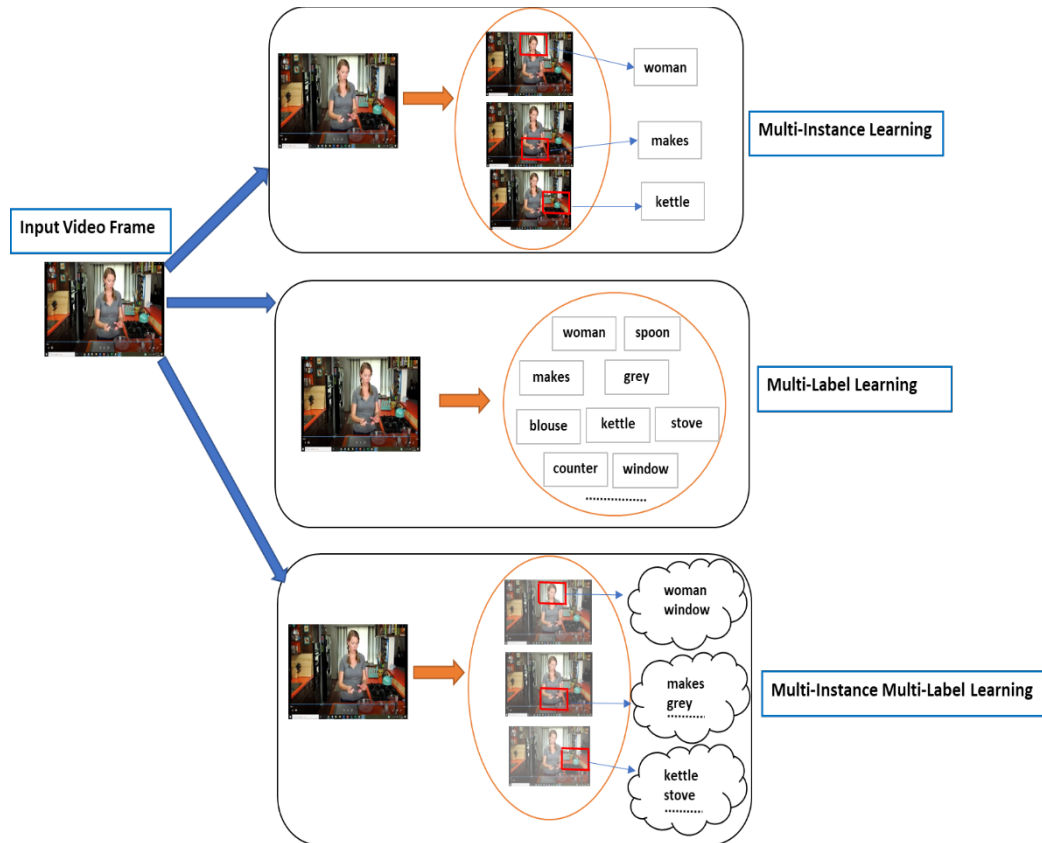 woman
makes
kettle
Multi-Instance Learning
Input Video Frame
woman spoon
makes grey
blouse kettle stove
counter window
Multi-Label Learning
woman
window
makes
grey
kettle
stove
Multi-Instance Multi-Label Learning